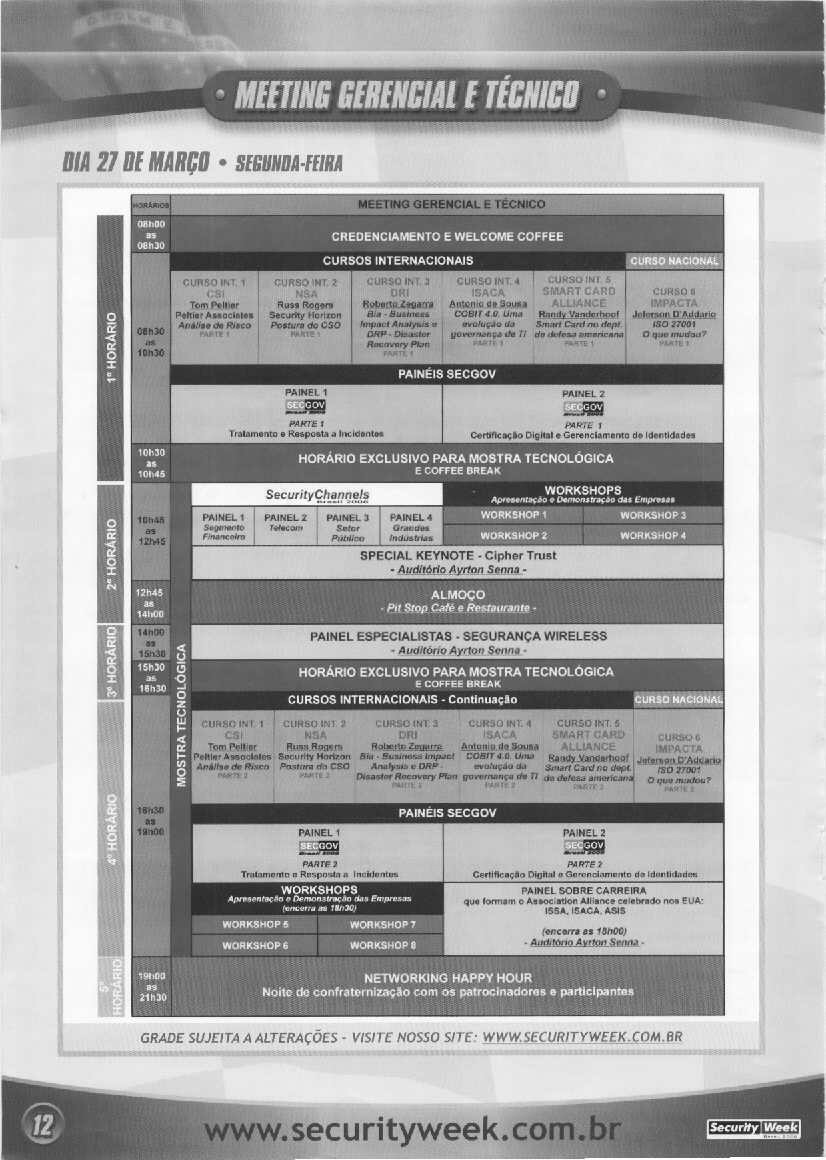 ORDEM E
MEETING GERENCIAL E TÉCNICO
DIA 27 DE MARÇO • SEGUNDA-FEIRA
HORÁRIOS
MEETING GERENCIAL E TÉCNICO
1º HORÁRIO
08h00
as
08h30
CREDENCIAMENTO E WELCOME COFFEE
08h30
as
10h30
CURSOS INTERNACIONAIS
CURSO NACIONAL
CURSO INT. 1
CSI
Tom Peltier
Peltier Associates
Análise de Risco
PARTE 1
CURSO INT. 2
NSA
Russ Rogers
Security Horizon
Postura do CSO
PARTE 1
CURSO INT. 3
DRI
Roberto Zegarra
Bia - Business
Impact Analysis e
DRP - Disaster
Recovery Plan
PARTE 1
CURSO INT. 4
ISACA
Antonio de Sousa
COBIT 4.0. Uma
evolução da
governança de TI
PARTE 1
CURSO INT. 5
SMART CARD
ALLIANCE
Randy Vanderhoof
Smart Card no dept.
de defesa americana
PARTE 1
CURSO 6
IMPACTA
Jeferson D'Addario
ISO 27001
O que mudou?
PARTE 1
PAINÉIS SECGOV
PAINEL 1
SECGOV
Brasil 2006
PARTE 1
Tratamento e Resposta a Incidentes
PAINEL 2
SECGOV
Brasil 2006
PARTE 1
Certificação Digital e Gerenciamento de Identidades
10h30
as
10h45
HORÁRIO EXCLUSIVO PARA MOSTRA TECNOLÓGICA
E COFFEE BREAK
2º HORÁRIO
MOSTRA TECNOLÓGICA
10h45
as
12h45
SecurityChannels
Brasil 2006
PAINEL 1
Segmento
Financeiro
PAINEL 2
Telecom
PAINEL 3
Setor
Público
PAINEL 4
Grandes
Indústrias
WORKSHOPS
Apresentação e Demonstração das Empresas
WORKSHOP 1
WORKSHOP 3
WORKSHOP 2
WORKSHOP 4
SPECIAL KEYNOTE - Cipher Trust
- Auditório Ayrton Senna -
12h45
as
14h00
ALMOÇO
- Pit Stop Café e Restaurante -
3º HORÁRIO
14h00
as
15h30
PAINEL ESPECIALISTAS - SEGURANÇA WIRELESS
- Auditório Ayrton Senna -
15h30
as
16h30
HORÁRIO EXCLUSIVO PARA MOSTRA TECNOLÓGICA
E COFFEE BREAK
4º HORÁRIO
16h30
as
19h00
CURSOS INTERNACIONAIS - Continuação
CURSO NACIONAL
CURSO INT. 1
CSI
Tom Peltier
Peltier Associates
Análise de Risco
PARTE 2
CURSO INT. 2
NSA
Russ Rogers
Security Horizon
Postura do CSO
PARTE 2
CURSO INT. 3
DRI
Roberto Zegarra
Bia - Business Impact
Analysis e DRP -
Disaster Recovery Plan
PARTE 2
CURSO INT. 4
ISACA
Antonio de Sousa
COBIT 4.0. Uma
evolução da
governança de TI
PARTE 2
CURSO INT. 5
SMART CARD
ALLIANCE
Randy Vanderhoof
Smart Card no dept.
de defesa americana
PARTE 2
CURSO 6
IMPACTA
Jeferson D'Addario
ISO 27001
O que mudou?
PARTE 2
PAINÉIS SECGOV
PAINEL 1
SECGOV
Brasil 2006
PARTE 2
Tratamento e Resposta a Incidentes
PAINEL 2
SECGOV
Brasil 2006
PARTE 2
Certificação Digital e Gerenciamento de Identidades
WORKSHOPS
Apresentação e Demonstração das Empresas
(encerra as 18h30)
WORKSHOP 5
WORKSHOP 7
WORKSHOP 6
WORKSHOP 8
PAINEL SOBRE CARREIRA
que formam o Association Alliance celebrado nos EUA:
ISSA, ISACA, ASIS
(encerra as 18h00)
- Auditório Ayrton Senna -
5º
HORÁRIO
19h00
as
21h30
NETWORKING HAPPY HOUR
Noite de confraternização com os patrocinadores e participantes
GRADE SUJEITA A ALTERAÇÕES - VISITE NOSSO SITE: WWW.SECURITYWEEK.COM.BR
12
www.securityweek.com.br
Security Week
Brasil 2006